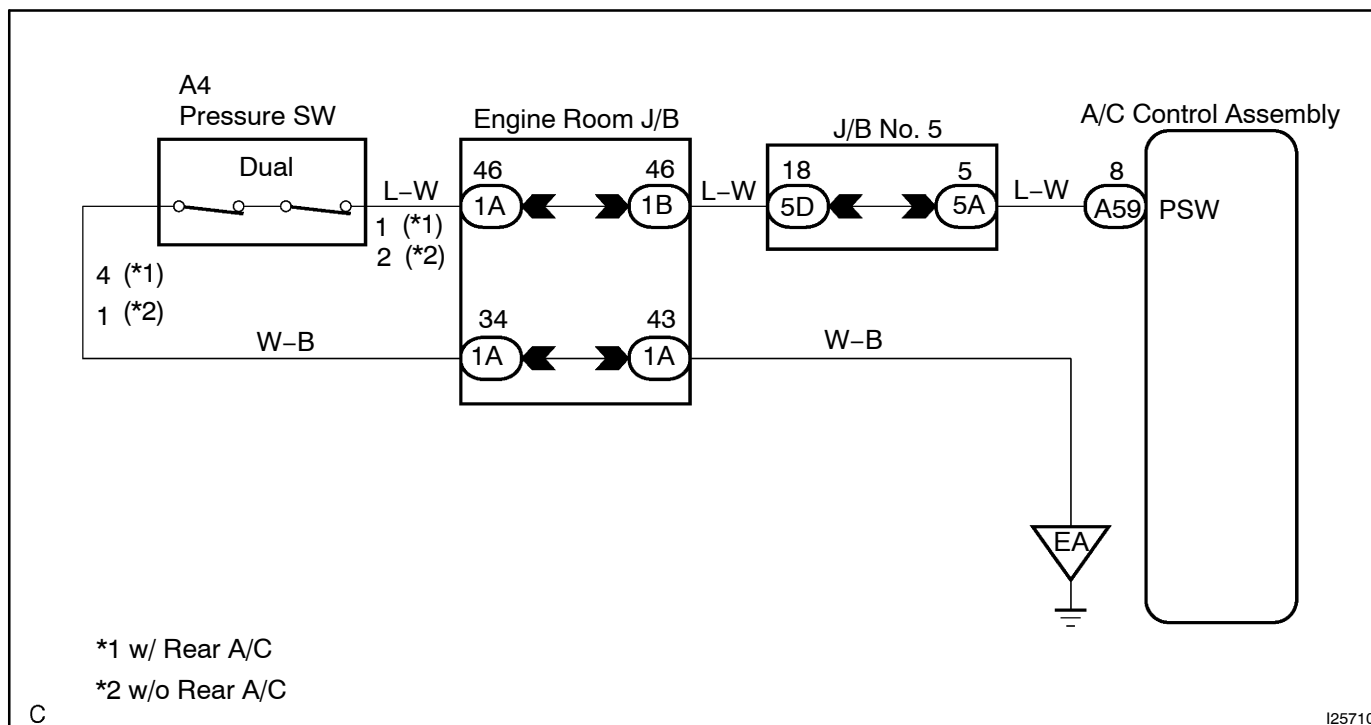 A4
Pressure SW
Dual
Engine Room J/B
J/B No. 5
A/C Control Assembly
L−W
46
1A
46
1B
L−W
18
5D
5
5A
L−W
8
A59
PSW
1 (*1)
2 (*2)
4 (*1)
1 (*2)
W−B
34
1A
43
1A
W−B
EA
*1 w/ Rear A/C
*2 w/o Rear A/C
C
I25710